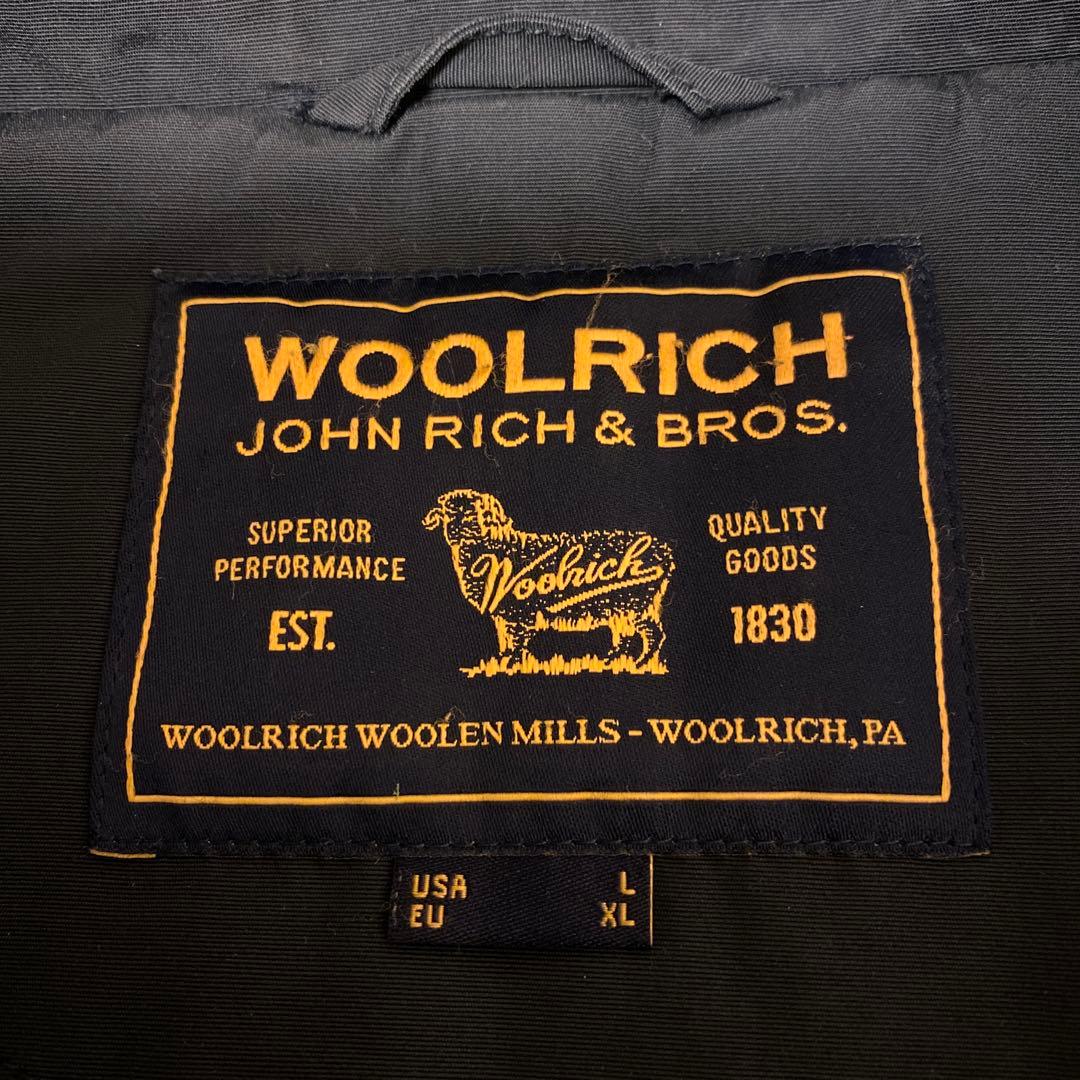 WOOLRICH
JOHN RICH & BROS.
SUPERIOR
PERFORMANCE
EST.
Woolrich
QUALITY
GOODS
1830
WOOLRICH WOOLEN MILLS - WOOLRICH, PA
USA L
EU XL